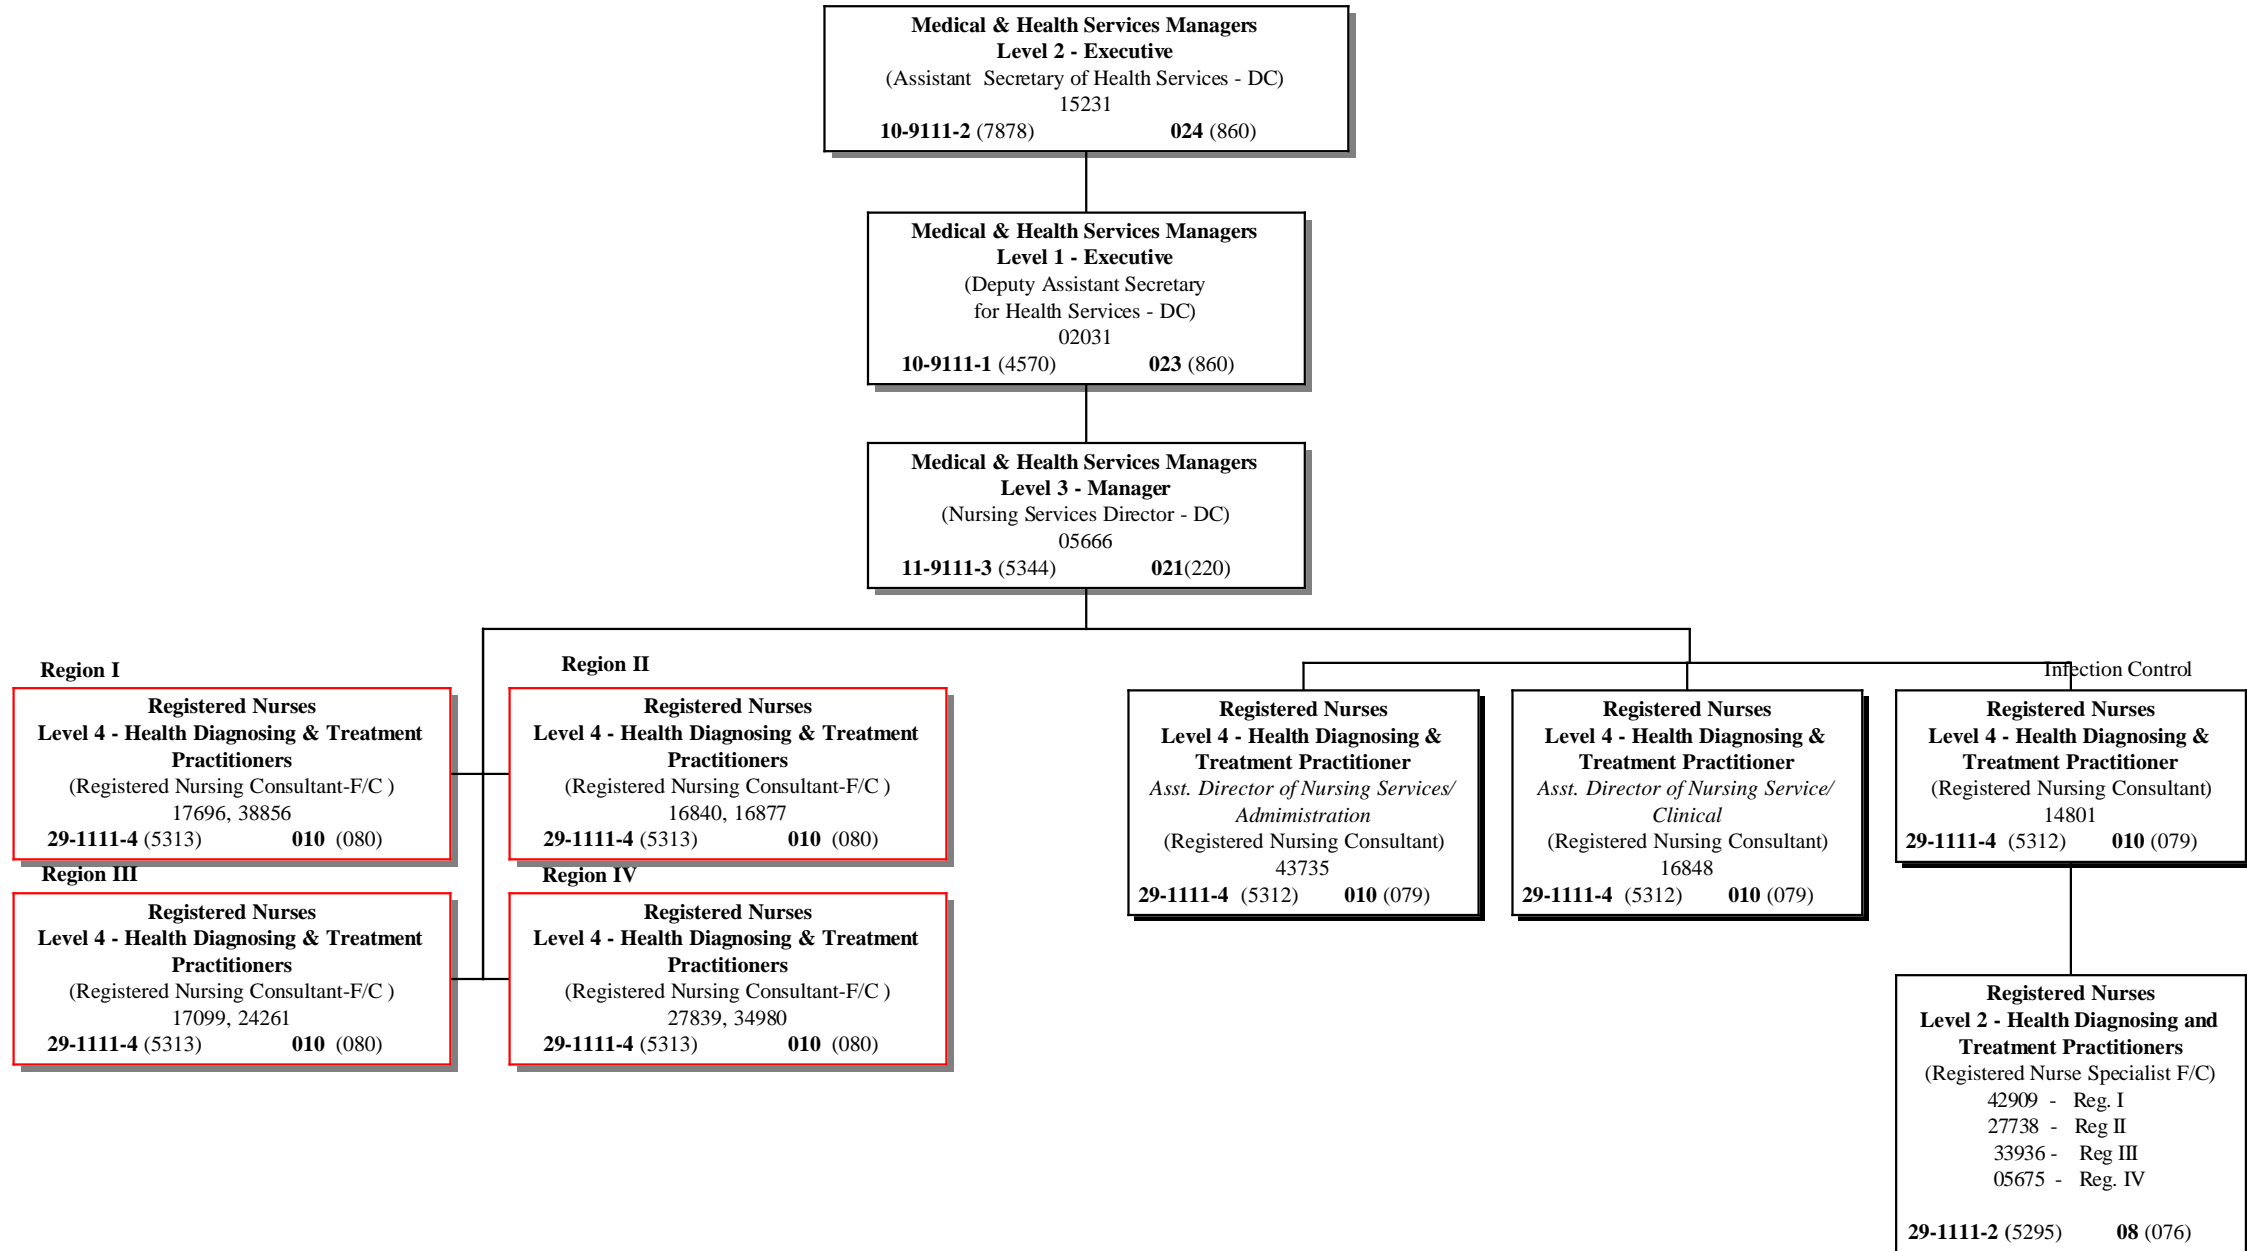 Medical & Health Services Managers
Level 2 - Executive
(Assistant Secretary of Health Services - DC)
15231
10-9111-2 (7878) 024 (860)
Medical & Health Services Managers
Level 1 - Executive
(Deputy Assistant Secretary
for Health Services - DC)
02031
10-9111-1 (4570) 023 (860)
Medical & Health Services Managers
Level 3 - Manager
(Nursing Services Director - DC)
05666
11-9111-3 (5344) 021(220)
Region I
Registered Nurses
Level 4 - Health Diagnosing & Treatment
Practitioners
(Registered Nursing Consultant-F/C )
17696, 38856
29-1111-4 (5313) 010 (080)
Region II
Registered Nurses
Level 4 - Health Diagnosing & Treatment
Practitioners
(Registered Nursing Consultant-F/C )
16840, 16877
29-1111-4 (5313) 010 (080)
Region III
Registered Nurses
Level 4 - Health Diagnosing & Treatment
Practitioners
(Registered Nursing Consultant-F/C )
17099, 24261
29-1111-4 (5313) 010 (080)
Region IV
Registered Nurses
Level 4 - Health Diagnosing & Treatment
Practitioners
(Registered Nursing Consultant-F/C )
27839, 34980
29-1111-4 (5313) 010 (080)
Registered Nurses
Level 4 - Health Diagnosing &
Treatment Practitioner
Asst. Director of Nursing Services/
Admimistration
(Registered Nursing Consultant)
43735
29-1111-4 (5312) 010 (079)
Registered Nurses
Level 4 - Health Diagnosing &
Treatment Practitioner
Asst. Director of Nursing Service/
Clinical
(Registered Nursing Consultant)
16848
29-1111-4 (5312) 010 (079)
Infection Control
Registered Nurses
Level 4 - Health Diagnosing &
Treatment Practitioner
(Registered Nursing Consultant)
14801
29-1111-4 (5312) 010 (079)
Registered Nurses
Level 2 - Health Diagnosing and
Treatment Practitioners
(Registered Nurse Specialist F/C)
42909 - Reg. I
27738 - Reg II
33936 - Reg III
05675 - Reg. IV
29-1111-2 (5295) 08 (076)